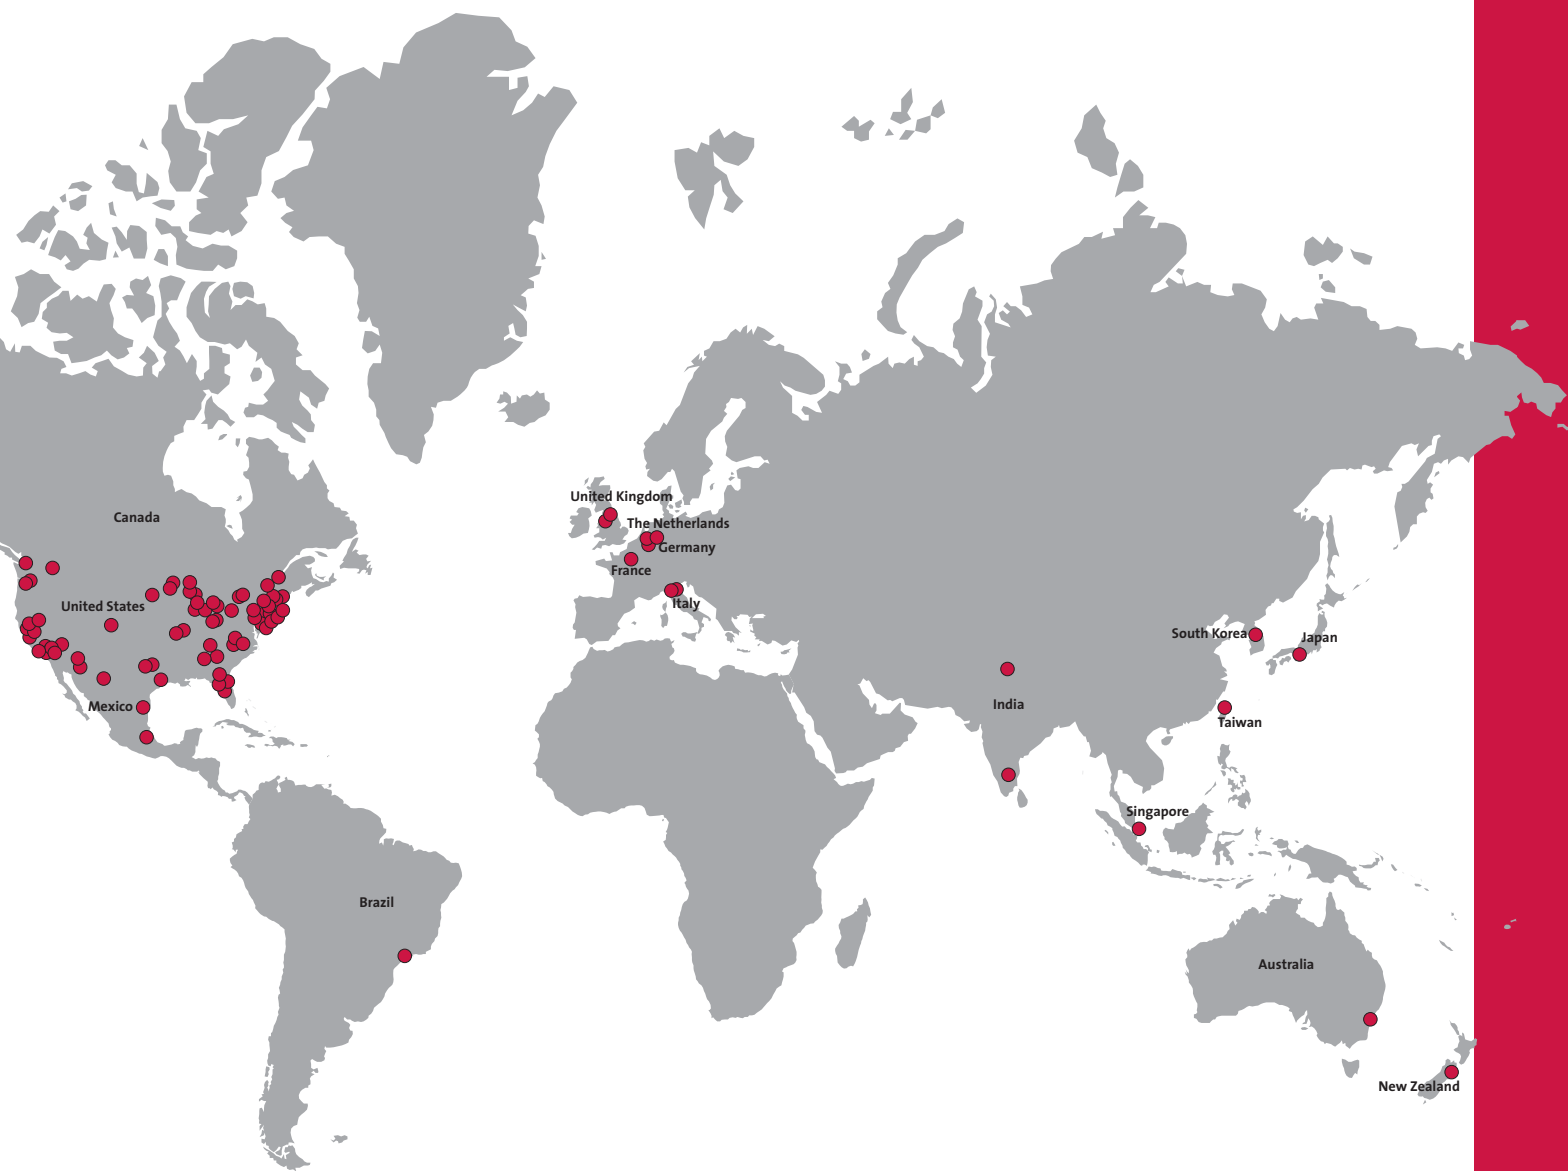 United Kingdom
Canada
The Netherlands
Germany
France
Italy
United States
South Korea
Japan
India
Mexico
Taiwan
Singapore
Brazil
Australia
New Zealand